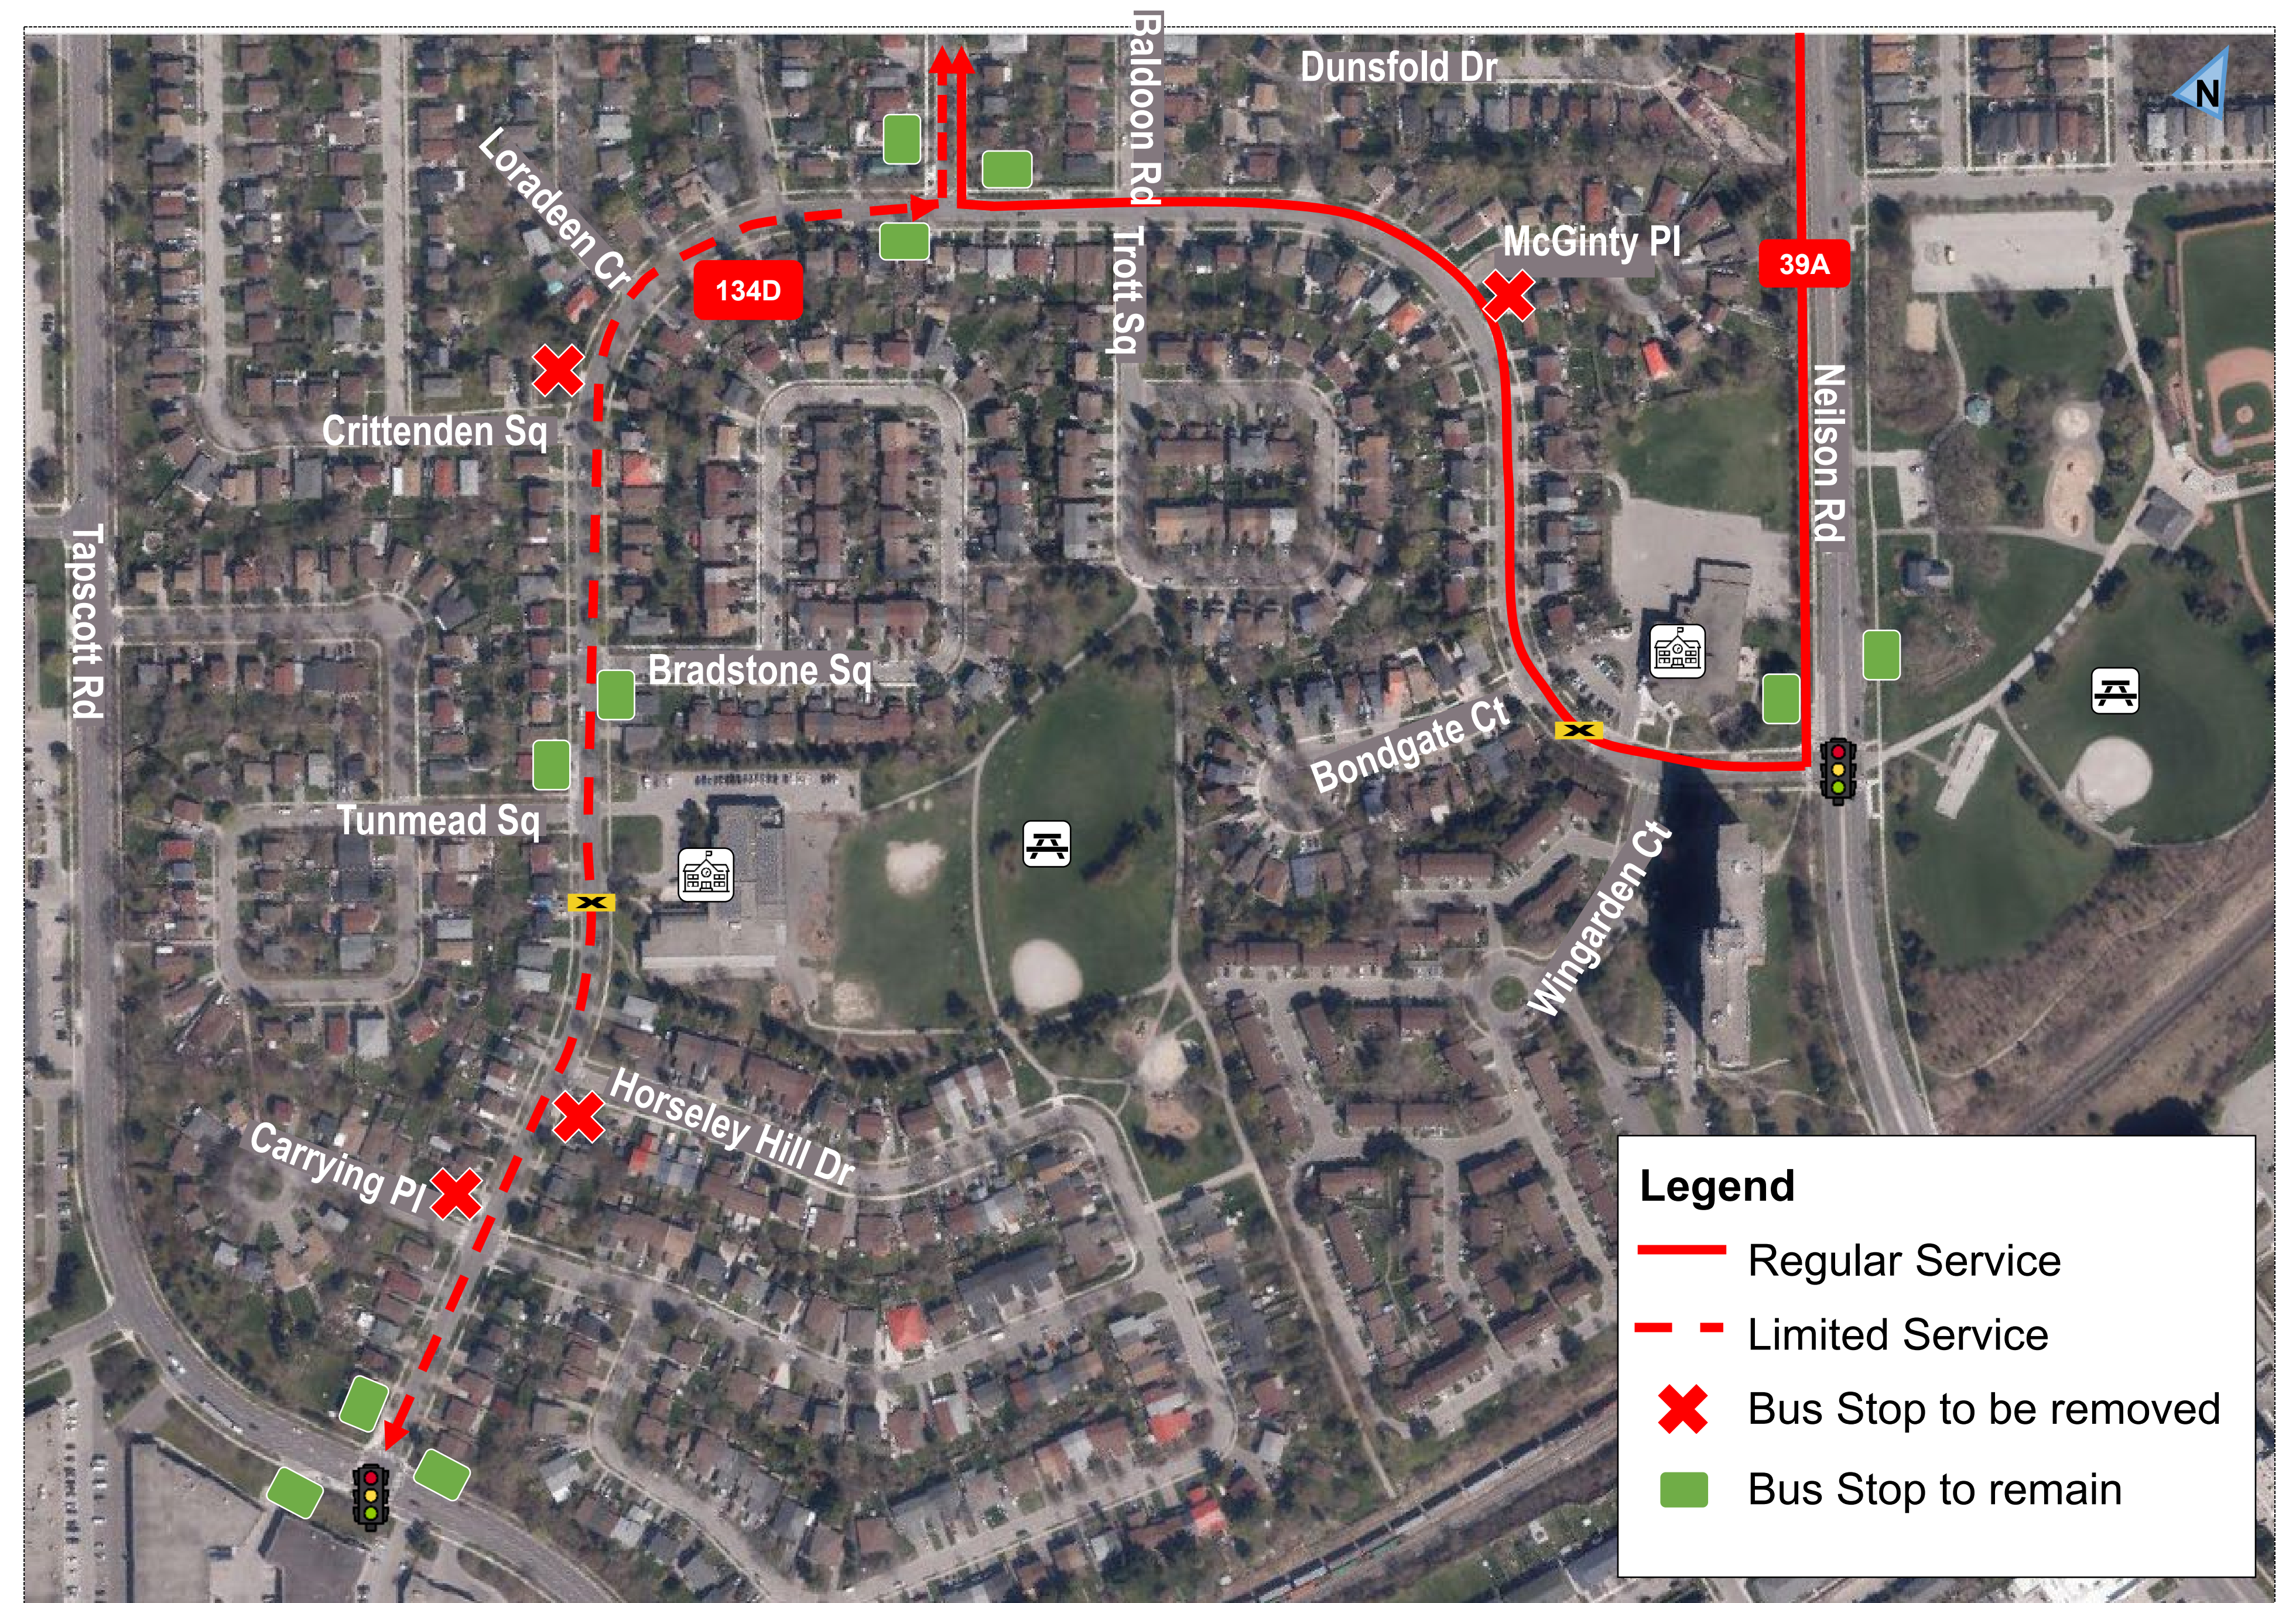 Baldoon Rd
Dunsfold Dr
N
Loradeen Cr
McGinty Pl
39A
134D
Trott Sq
Neilson Rd
Crittenden Sq
Tapscott Rd
Bradstone Sq
Bondgate Ct
Tunmead Sq
Wingarden Ct
Horseley Hill Dr
Carrying Pl
Legend
Regular Service
Limited Service
Bus Stop to be removed
Bus Stop to remain